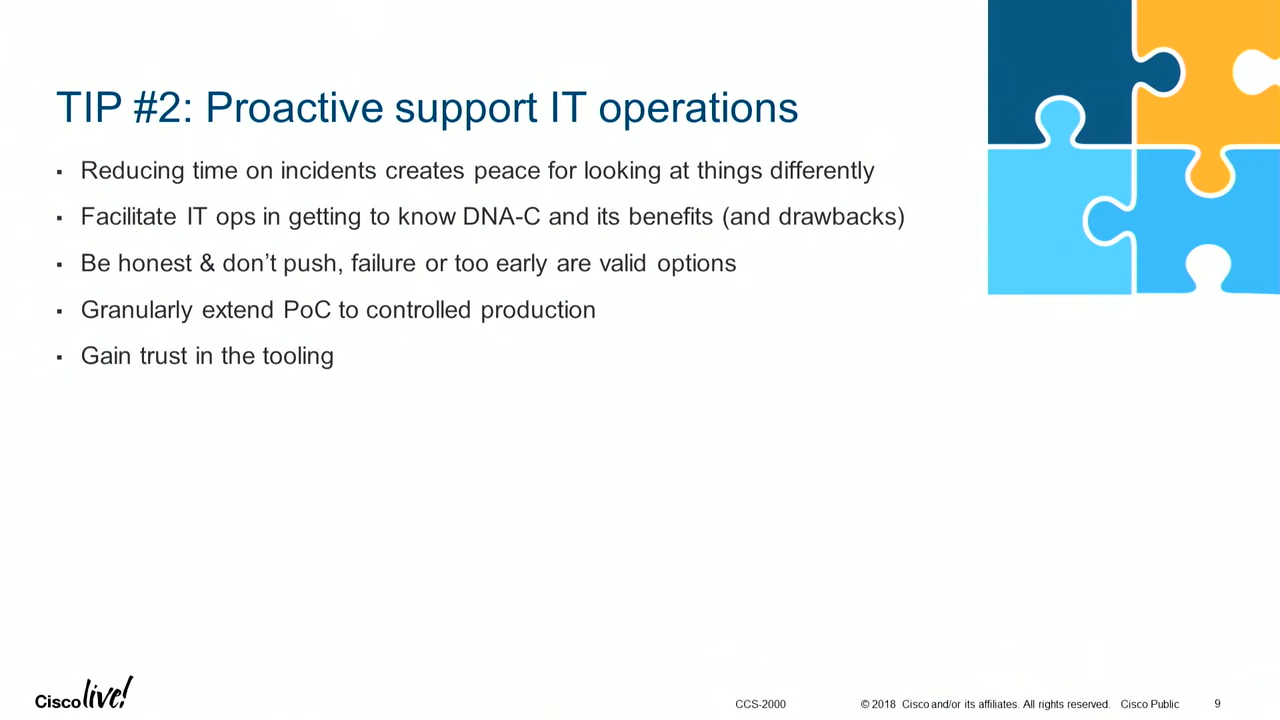 TIP #2: Proactive support IT operations
▪ Reducing time on incidents creates peace for looking at things differently
▪ Facilitate IT ops in getting to know DNA-C and its benefits (and drawbacks)
▪ Be honest & don’t push, failure or too early are valid options
▪ Granularly extend PoC to controlled production
▪ Gain trust in the tooling
Cisco live!
CCS-2000 © 2018 Cisco and/or its affiliates. All rights reserved. Cisco Public 9